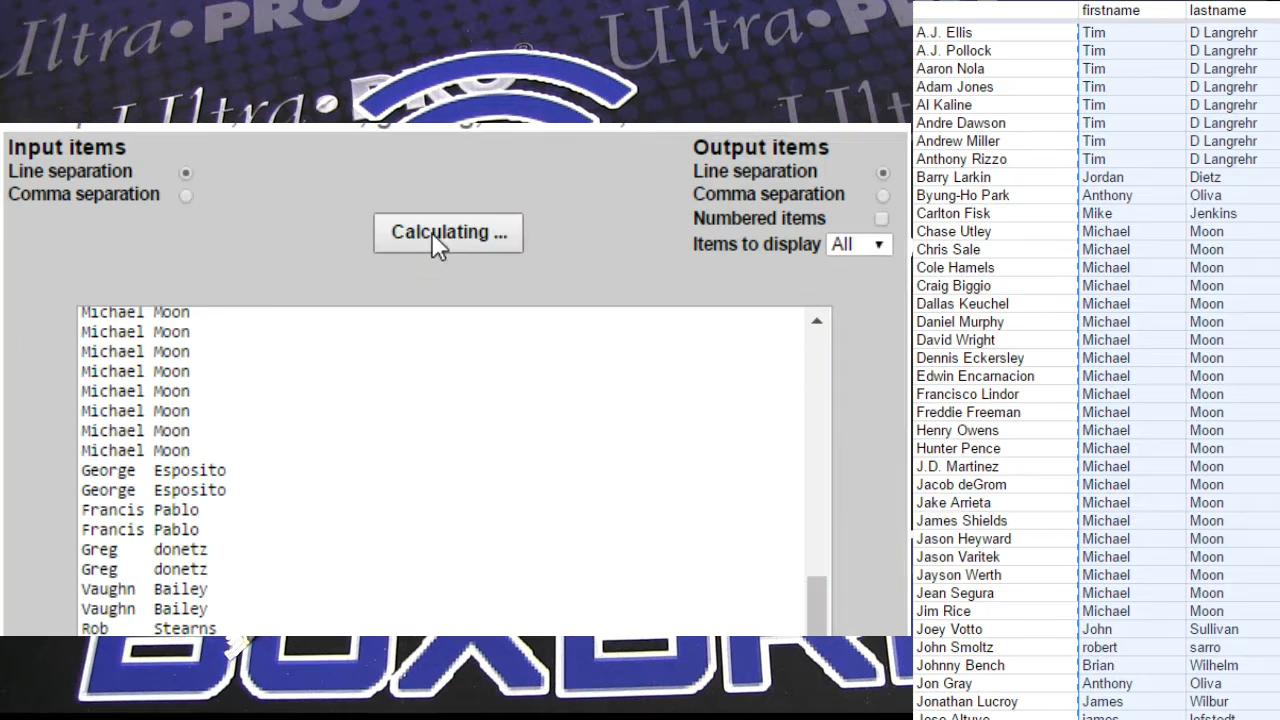 Ultra•PRO
Ultra•PRO
Ultra•PRO
Input items
Line separation
Comma separation
Calculating ...
Output items
Line separation
Comma separation
Numbered items
Items to display All
Michael Moon
Michael Moon
Michael Moon
Michael Moon
Michael Moon
Michael Moon
Michael Moon
Michael Moon
George Esposito
George Esposito
Francis Pablo
Francis Pablo
Greg donetz
Greg donetz
Vaughn Bailey
Vaughn Bailey
Rob Stearns
firstname lastname
A.J. Ellis Tim D Langrehr
A.J. Pollock Tim D Langrehr
Aaron Nola Tim D Langrehr
Adam Jones Tim D Langrehr
Al Kaline Tim D Langrehr
Andre Dawson Tim D Langrehr
Andrew Miller Tim D Langrehr
Anthony Rizzo Tim D Langrehr
Barry Larkin Jordan Dietz
Byung-Ho Park Anthony Oliva
Carlton Fisk Mike Jenkins
Chase Utley Michael Moon
Chris Sale Michael Moon
Cole Hamels Michael Moon
Craig Biggio Michael Moon
Dallas Keuchel Michael Moon
Daniel Murphy Michael Moon
David Wright Michael Moon
Dennis Eckersley Michael Moon
Edwin Encarnacion Michael Moon
Francisco Lindor Michael Moon
Freddie Freeman Michael Moon
Henry Owens Michael Moon
Hunter Pence Michael Moon
J.D. Martinez Michael Moon
Jacob deGrom Michael Moon
Jake Arrieta Michael Moon
James Shields Michael Moon
Jason Heyward Michael Moon
Jason Varitek Michael Moon
Jayson Werth Michael Moon
Jean Segura Michael Moon
Jim Rice Michael Moon
Joey Votto John Sullivan
John Smoltz robert sarro
Johnny Bench Brian Wilhelm
Jon Gray Anthony Oliva
Jonathan Lucroy James Wilbur
Jose Altuve james lofstedt